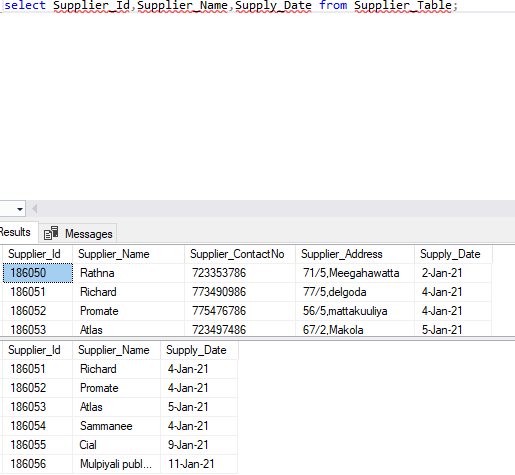 select Supplier_Id,Supplier_Name,Supply_Date from Supplier_Table;
Results Messages
Supplier_Id Supplier_Name Supplier_ContactNo Supplier_Address Supply_Date
186050 Rathna 723353786 71/5,Meegahawatta 2-Jan-21
186051 Richard 773490986 77/5,delgoda 4-Jan-21
186052 Promate 775476786 56/5,mattakuuliya 4-Jan-21
186053 Atlas 723497486 67/2,Makola 5-Jan-21
Supplier_Id Supplier_Name Supply_Date
186051 Richard 4-Jan-21
186052 Promate 4-Jan-21
186053 Atlas 5-Jan-21
186054 Sammanee 4-Jan-21
186055 Cial 9-Jan-21
186056 Mulpiyali publ... 11-Jan-21